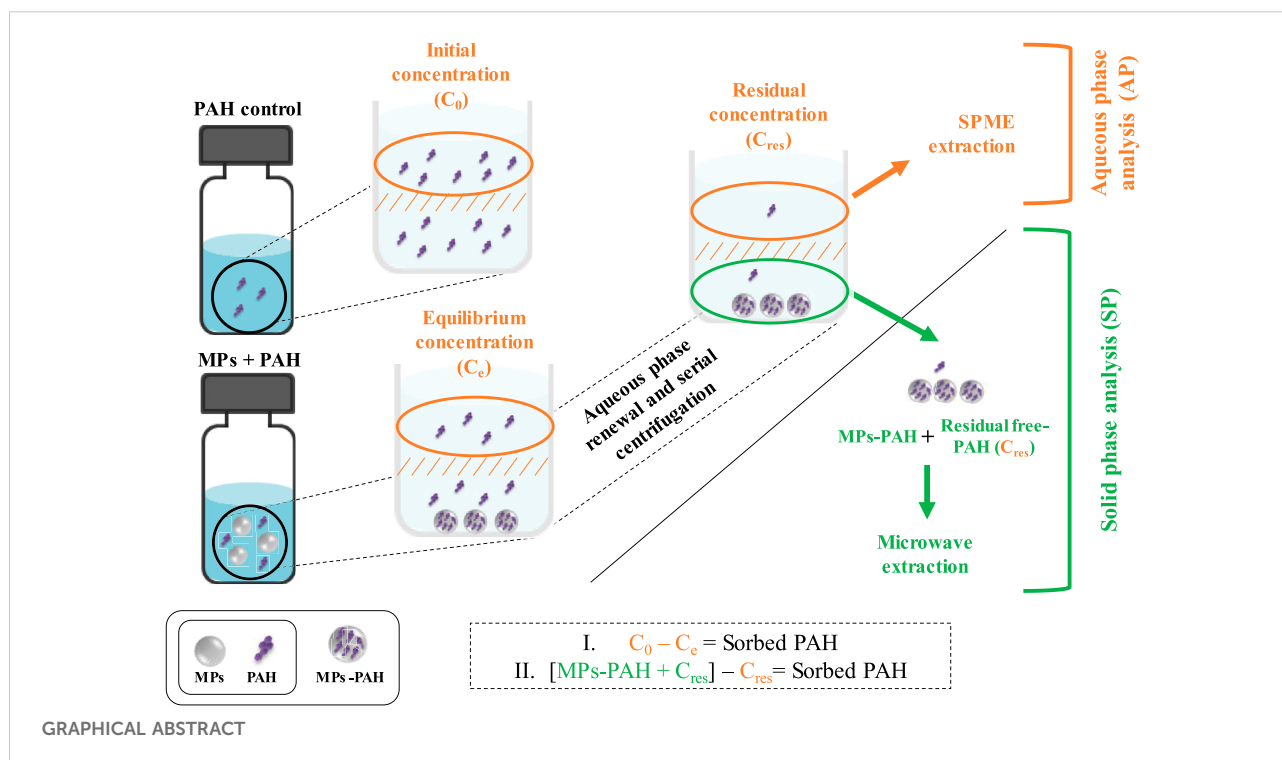 PAH control
Initial
concentration
(C0)
MPs + PAH
Equilibrium
concentration
(Ce)
Aqueous phase
renewal and serial
centrifugation
Residual
concentration
(Cres)
SPME
extraction
Aqueous phase
analysis (AP)
MPs-PAH + Residual free-
PAH (Cres)
Microwave
extraction
Solid phase analysis (SP)
MPs PAH MPs -PAH
I. C0 – Ce = Sorbed PAH
II. [MPs-PAH + Cres] – Cres= Sorbed PAH
GRAPHICAL ABSTRACT